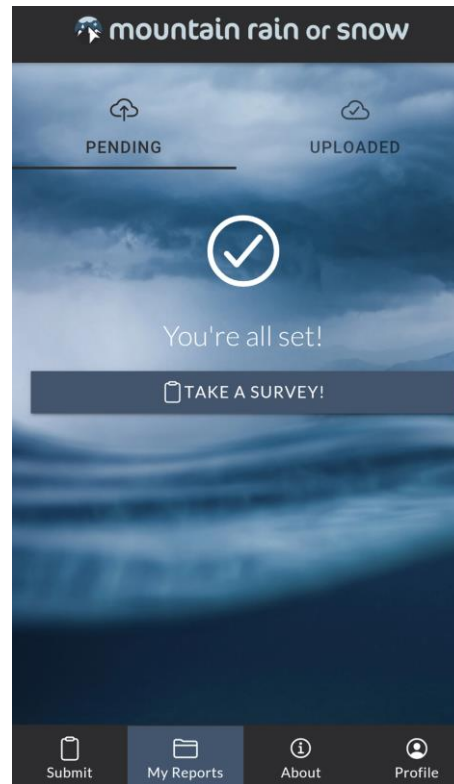 mountain rain or snow
PENDING
UPLOADED
You're all set!
TAKE A SURVEY!
Submit
My Reports
About
Profile